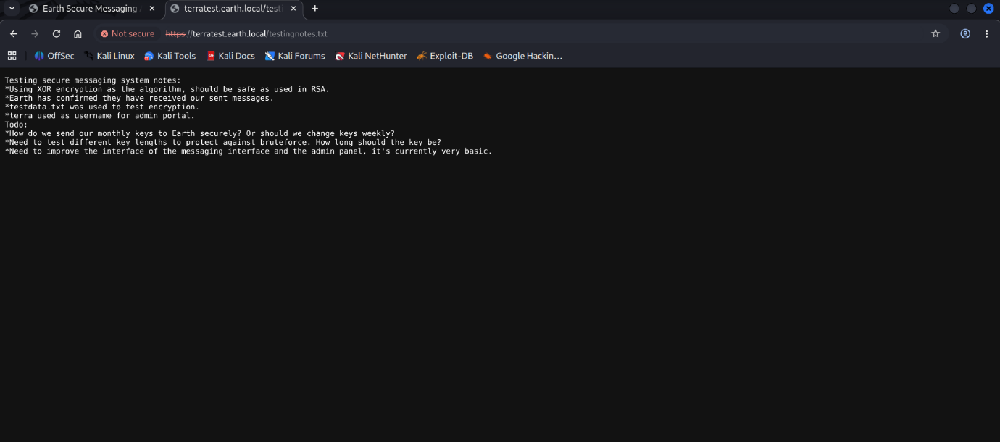 Earth Secure Messaging
terratest.earth.local/testi
Not secure
https://terratest.earth.local/testingnotes.txt
OffSec
Kali Linux
Kali Tools
Kali Docs
Kali Forums
Kali NetHunter
Exploit-DB
Google Hackin…
Testing secure messaging system notes:
*Using XOR encryption as the algorithm, should be safe as used in RSA.
*Earth has confirmed they have received our sent messages.
*testdata.txt was used to test encryption.
*terra used as username for admin portal.
Todo:
*How do we send our monthly keys to Earth securely? Or should we change keys weekly?
*Need to test different key lengths to protect against bruteforce. How long should the key be?
*Need to improve the interface of the messaging interface and the admin panel, it's currently very basic.